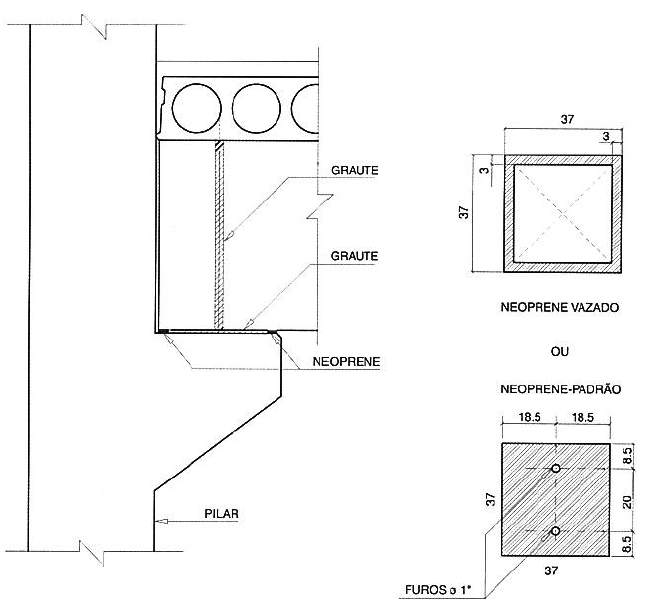 GRAUTE
GRAUTE
NEOPRENE
PILAR
37
3
3
37
NEOPRENE VAZADO
OU
NEOPRENE-PADRÃO
18.5
18.5
8.5
37
20
8.5
37
FUROS ø 1"